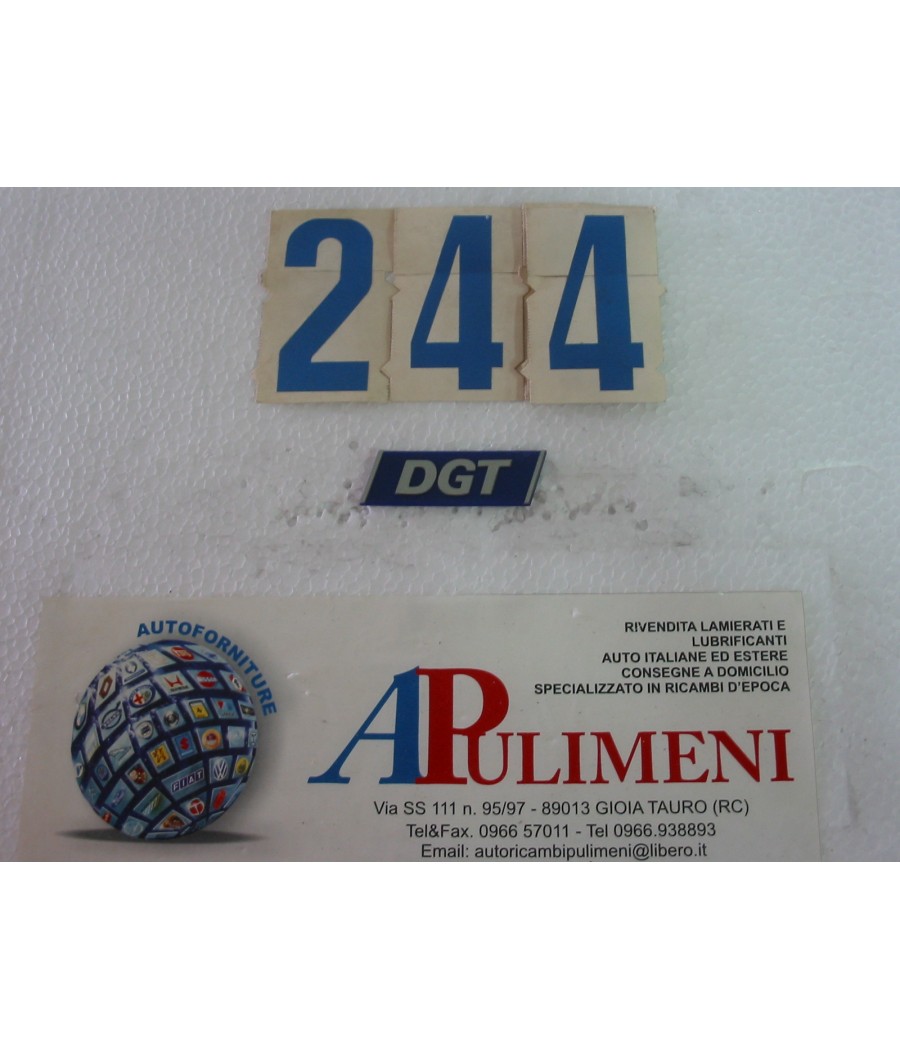 244
DGT
AUTOFORNITURE
RIVENDITA LAMIERATI E
LUBRIFICANTI
AUTO ITALIANE ED ESTERE
CONSEGNE A DOMICILIO
SPECIALIZZATO IN RICAMBI D'EPOCA
FIAT
APULIMENI
Via SS 111 n. 95/97 - 89013 GIOIA TAURO (RC)
Tel&Fax. 0966 57011 - Tel 0966.938893
Email: autoricambipulimeni@libero.it